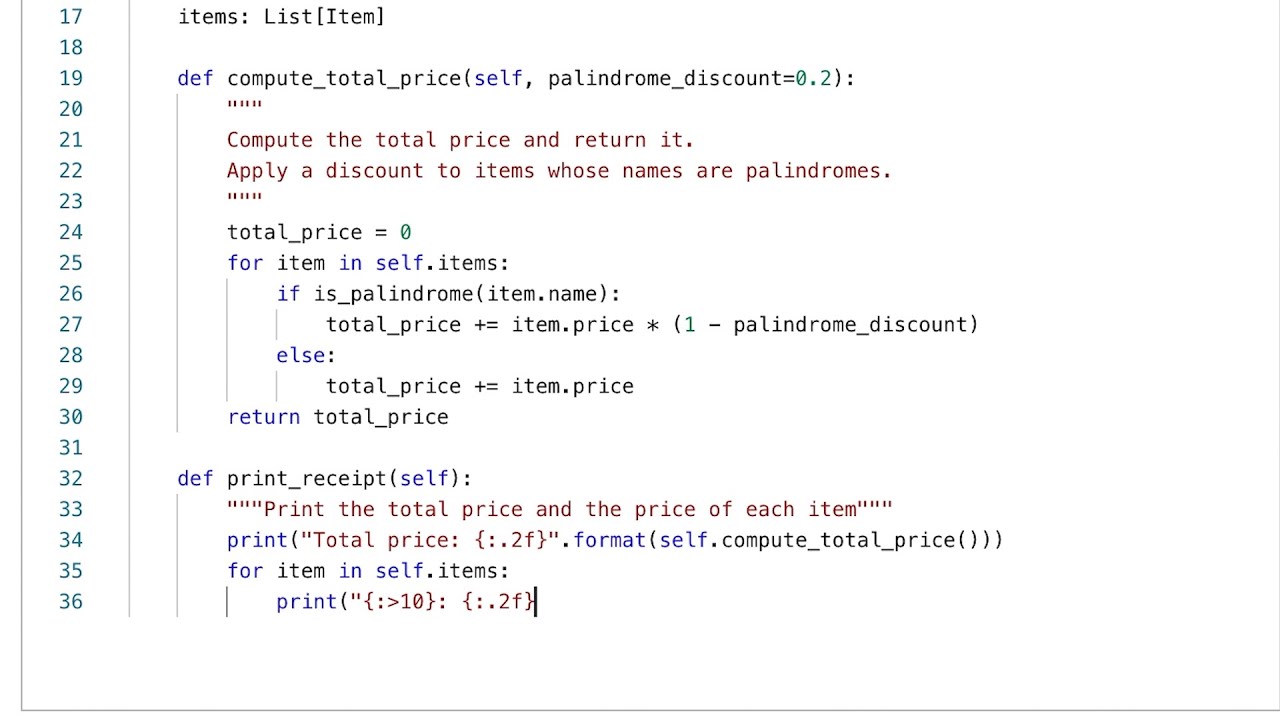 17 items: List[Item]
18
19 def compute_total_price(self, palindrome_discount=0.2):
20 """
21 Compute the total price and return it.
22 Apply a discount to items whose names are palindromes.
23 """
24 total_price = 0
25 for item in self.items:
26 if is_palindrome(item.name):
27 total_price += item.price * (1 - palindrome_discount)
28 else:
29 total_price += item.price
30 return total_price
31
32 def print_receipt(self):
33 """Print the total price and the price of each item"""
34 print("Total price: {:.2f}".format(self.compute_total_price()))
35 for item in self.items:
36 print("{:>10}: {:.2f}